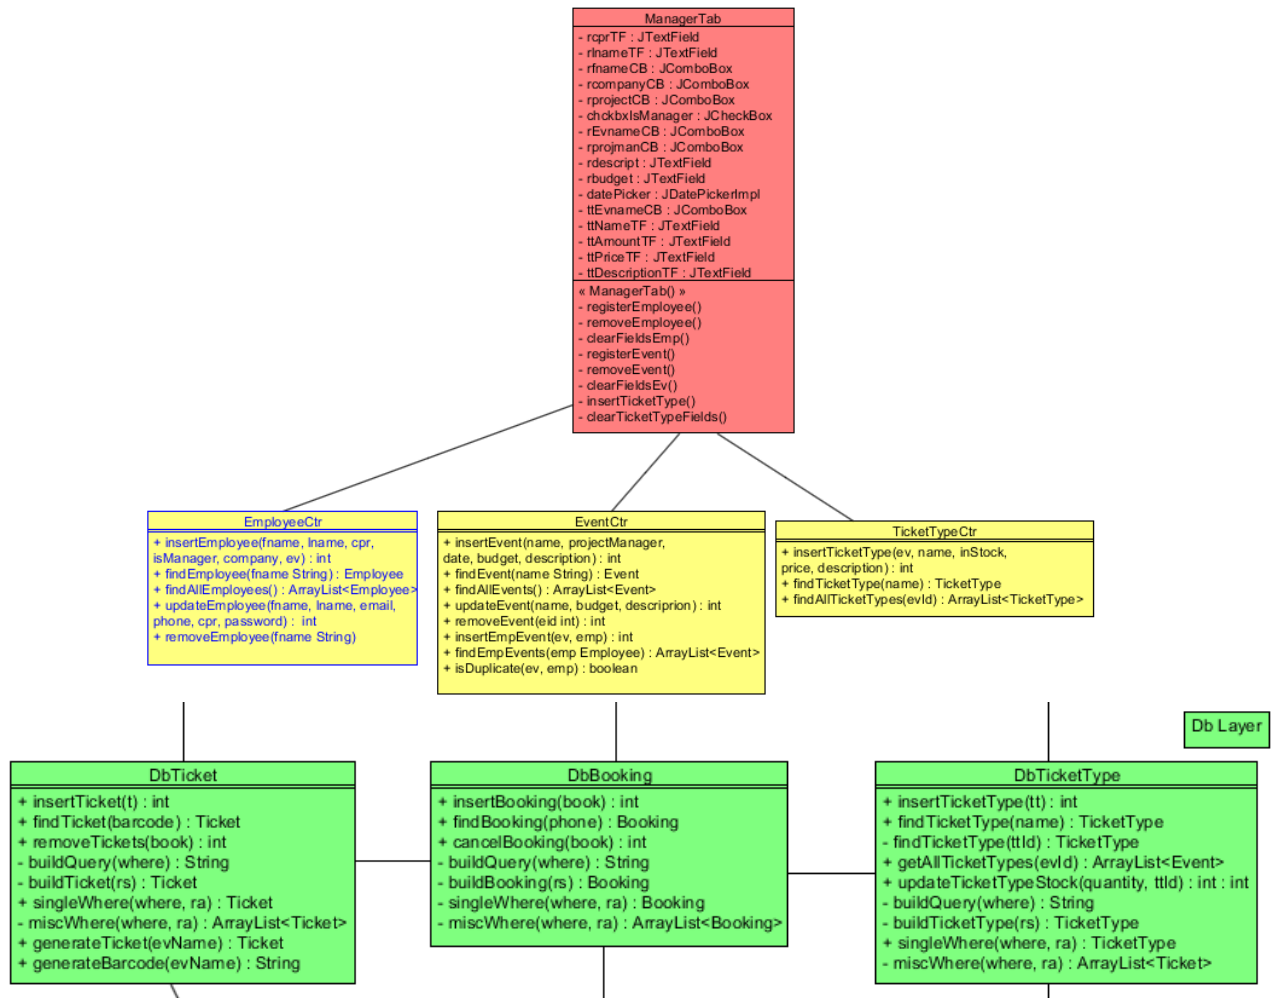 ManagerTab
- rcprTF : JTextField
- rlnameTF : JTextField
- rfnameCB : JComboBox
- rcompanyCB : JComboBox
- rprojectCB : JComboBox
- chckbxIsManager : JCheckBox
- rEvnameCB : JComboBox
- rprojmanCB : JComboBox
- rdescript : JTextField
- rbudget : JTextField
- datePicker : JDatePickerImpl
- ttEvnameCB : JComboBox
- ttNameTF : JTextField
- ttAmountTF : JTextField
- ttPriceTF : JTextField
- ttDescriptionTF : JTextField
« ManagerTab() »
- registerEmployee()
- removeEmployee()
- clearFieldsEmp()
- registerEvent()
- removeEvent()
- clearFieldsEv()
- insertTicketType()
- clearTicketTypeFields()
EmployeeCtr
+ insertEmployee(fname, lname, cpr,
isManager, company, ev) : int
+ findEmployee(fname String) : Employee
+ findAllEmployees() : ArrayList<Employee>
+ updateEmployee(fname, lname, email,
phone, cpr, password) : int
+ removeEmployee(fname String)
EventCtr
+ insertEvent(name, projectManager,
date, budget, description) : int
+ findEvent(name String) : Event
+ findAllEvents() : ArrayList<Event>
+ updateEvent(name, budget, descriprion) : int
+ removeEvent(eid int) : int
+ insertEmpEvent(ev, emp) : int
+ findEmpEvents(emp Employee) : ArrayList<Event>
+ isDuplicate(ev, emp) : boolean
TicketTypeCtr
+ insertTicketType(ev, name, inStock,
price, description) : int
+ findTicketType(name) : TicketType
+ findAllTicketTypes(evId) : ArrayList<TicketType>
Db Layer
DbTicket
+ insertTicket(t) : int
+ findTicket(barcode) : Ticket
+ removeTickets(book) : int
- buildQuery(where) : String
- buildTicket(rs) : Ticket
+ singleWhere(where, ra) : Ticket
- miscWhere(where, ra) : ArrayList<Ticket>
+ generateTicket(evName) : Ticket
+ generateBarcode(evName) : String
DbBooking
+ insertBooking(book) : int
+ findBooking(phone) : Booking
+ cancelBooking(book) : int
- buildQuery(where) : String
- buildBooking(rs) : Booking
- singleWhere(where, ra) : Booking
- miscWhere(where, ra) : ArrayList<Booking>
DbTicketType
+ insertTicketType(tt) : int
+ findTicketType(name) : TicketType
- findTicketType(ttId) : TicketType
+ getAllTicketTypes(evId) : ArrayList<Event>
+ updateTicketTypeStock(quantity, ttId) : int : int
- buildQuery(where) : String
- buildTicketType(rs) : TicketType
+ singleWhere(where, ra) : TicketType
- miscWhere(where, ra) : ArrayList<Ticket>